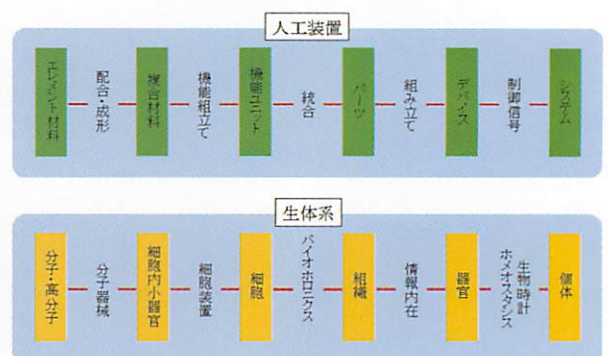 人工装置
エレメント材料
配合・成形
複合材料
機能組立て
機能ユニット
統合
パーツ
組み立て
デバイス
制御信号
システム
生体系
分子・高分子
分子器械
細胞内小器官
細胞装置
細胞
バイオホロニクス
組織
情報内在
器官
生物時計
ホメオスタシス
個体